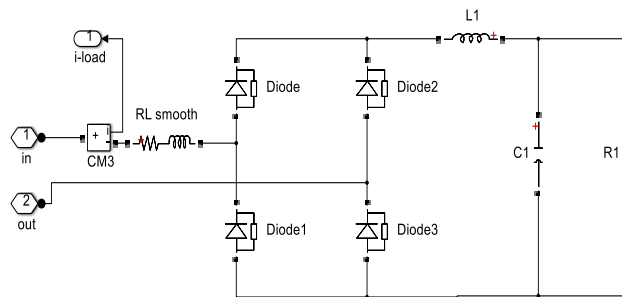 L1
1
i-load
Diode
Diode2
RL smooth
1
+
i
-
in
CM3
+
C1
R1
2
out
Diode1
Diode3